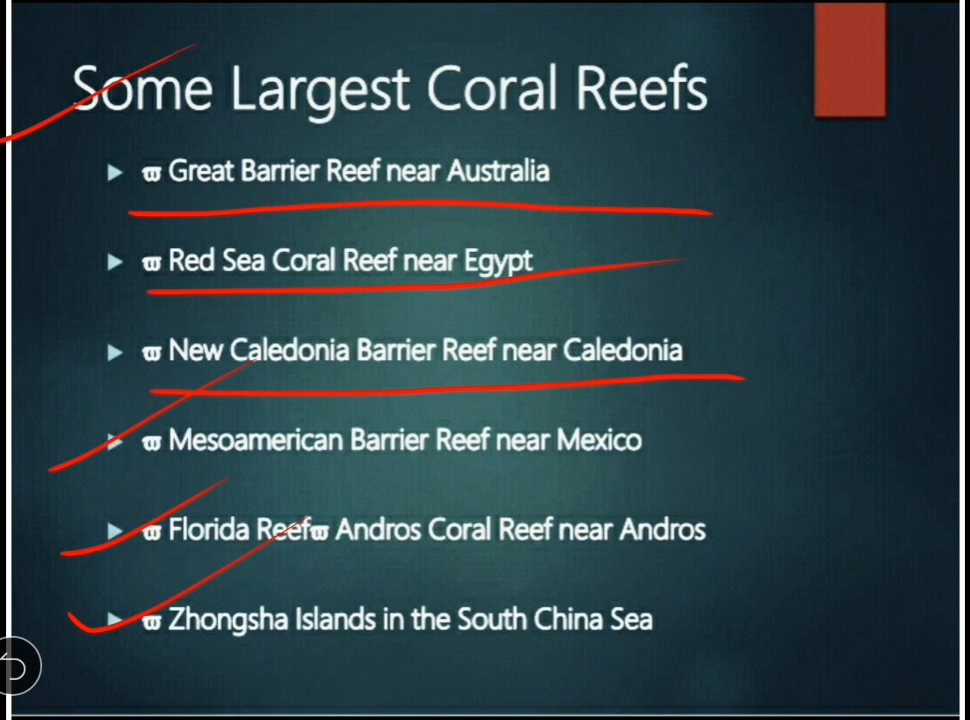 Some Largest Coral Reefs
ϖ Great Barrier Reef near Australia
ϖ Red Sea Coral Reef near Egypt
ϖ New Caledonia Barrier Reef near Caledonia
ϖ Mesoamerican Barrier Reef near Mexico
ϖ Florida Reefϖ Andros Coral Reef near Andros
ϖ Zhongsha Islands in the South China Sea